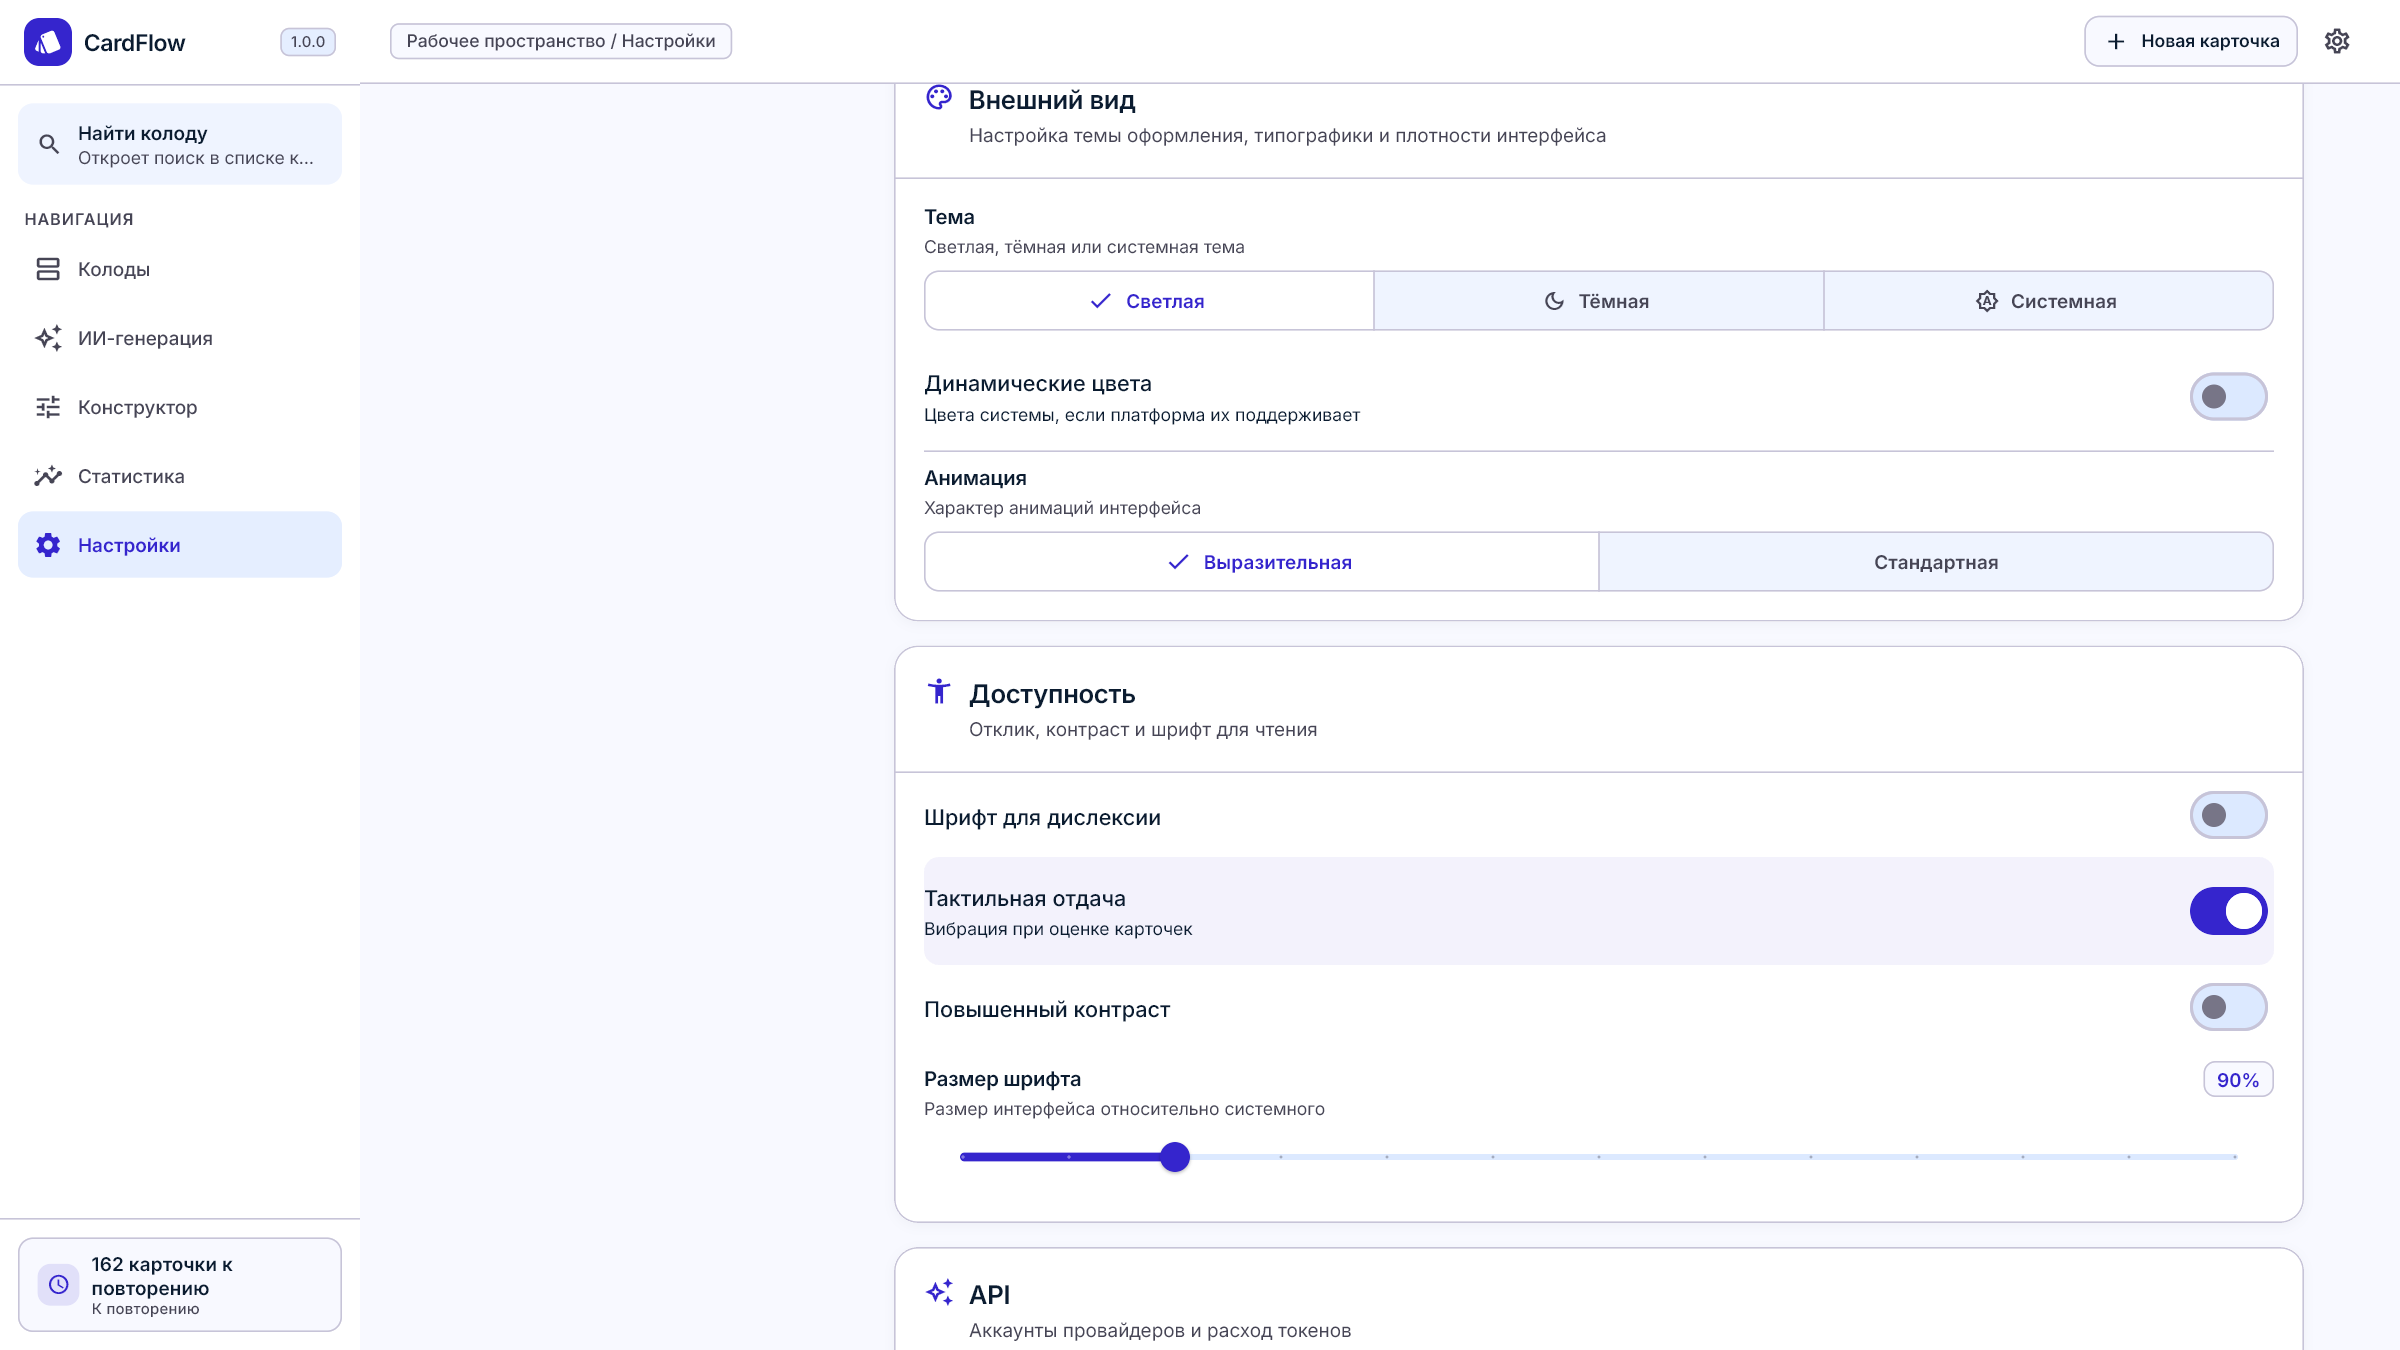 CardFlow
1.0.0
Рабочее пространство / Настройки
Новая карточка
Найти колоду
Откроет поиск в списке к...
НАВИГАЦИЯ
Колоды
ИИ-генерация
Конструктор
Статистика
Настройки
162 карточки к
повторению
К повторению
Внешний вид
Настройка темы оформления, типографики и плотности интерфейса
Тема
Светлая, тёмная или системная тема
Светлая
Тёмная
Системная
Динамические цвета
Цвета системы, если платформа их поддерживает
Анимация
Характер анимаций интерфейса
Выразительная
Стандартная
Доступность
Отклик, контраст и шрифт для чтения
Шрифт для дислексии
Тактильная отдача
Вибрация при оценке карточек
Повышенный контраст
Размер шрифта
90%
Размер интерфейса относительно системного
API
Аккаунты провайдеров и расход токенов